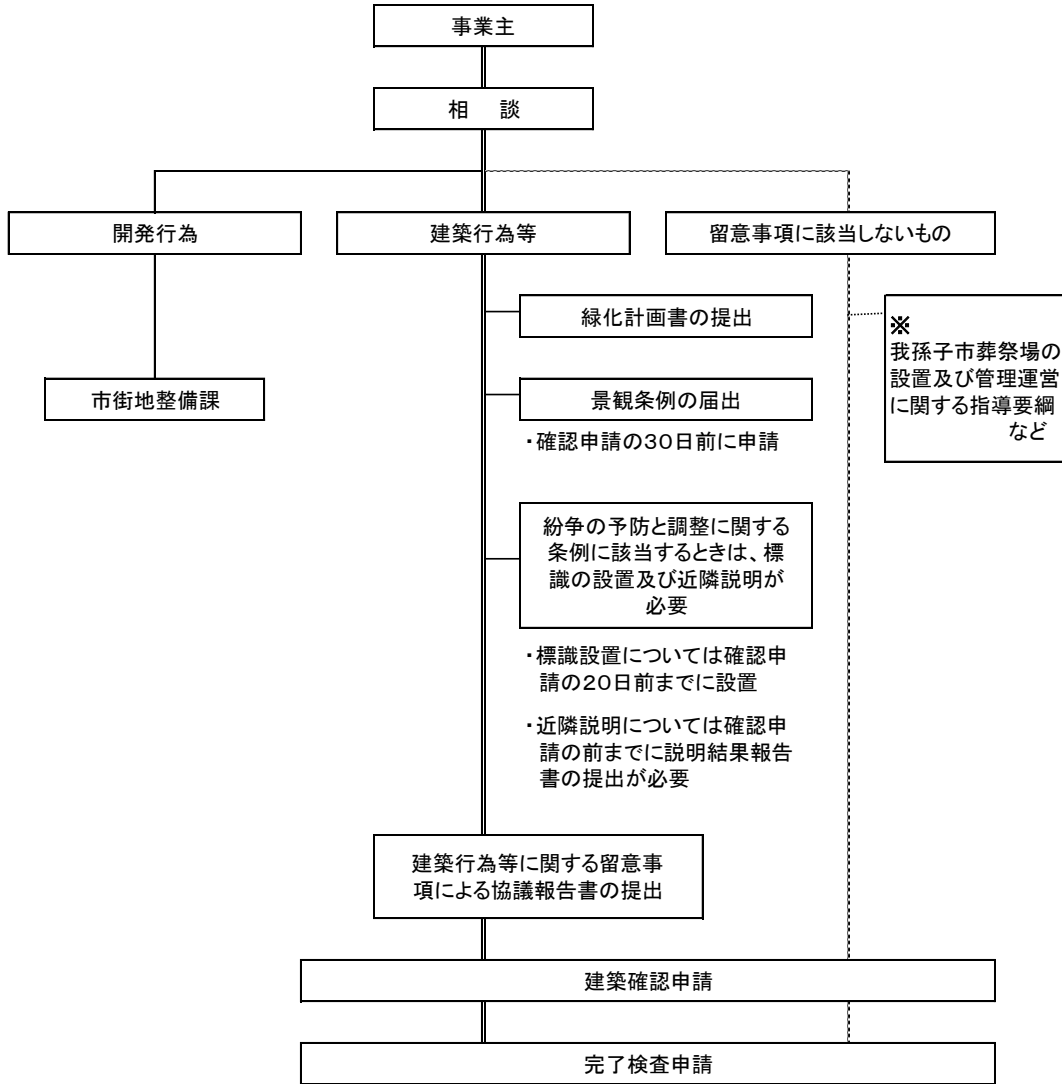 事業主
相　談
開発行為
建築行為等
留意事項に該当しないもの
緑化計画書の提出
※
我孫子市葬祭場の
設置及び管理運営
に関する指導要綱
など
市街地整備課
景観条例の届出
・確認申請の30日前に申請
紛争の予防と調整に関する
条例に該当するときは、標
識の設置及び近隣説明が
必要
・標識設置については確認申
請の20日前までに設置
・近隣説明については確認申
請の前までに説明結果報告
書の提出が必要
建築行為等に関する留意事
項による協議報告書の提出
建築確認申請
完了検査申請